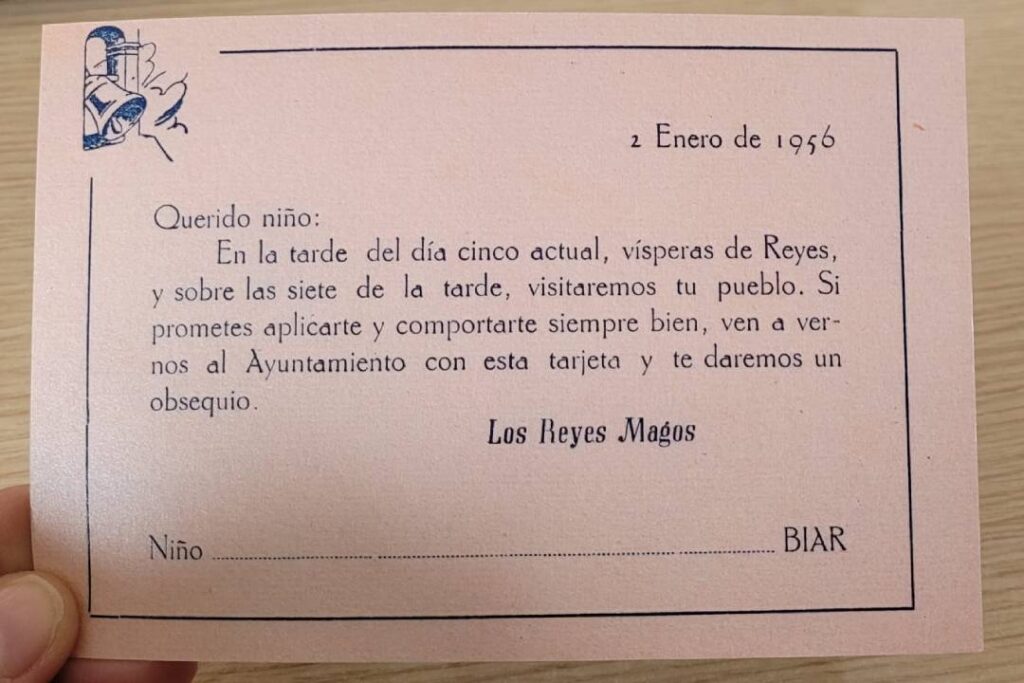 2 Enero de 1956
Querido niño:
En la tarde del día cinco actual, vísperas de Reyes,
y sobre las siete de la tarde, visitaremos tu pueblo. Si
prometes aplicarte y comportarte siempre bien, ven a ver-
nos al Ayuntamiento con esta tarjeta y te daremos un
obsequio.
Los Reyes Magos
Niño ........................................ BIAR